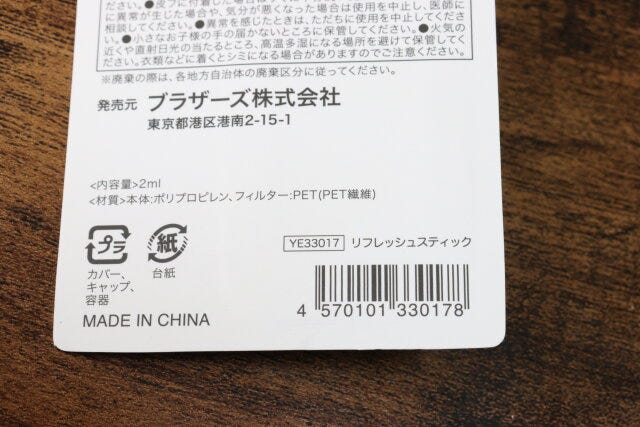 ださい。●皮フに付着した場合は
に異常が生じた場合や、気分が悪くなった場合は使用を中止し、医師に
相談してください。●異常を感じたときは、ただちに使用を中止してくださ
い。●小さなお子様の手の届かないところに保管してください。●火気の
近くや直射日光の当たるところ、高温多湿になる場所を避けて保管してく
ださい。衣類などに着くとシミになる場合がありますのでご注意ください。
※廃棄の際は、各地方自治体の廃棄区分に従ってください。
発売元 ブラザーズ株式会社
東京都港区港南2-15-1
<内容量>2ml
<材質>本体:ポリプロピレン、フィルター:PET(PET繊維)
プラ 紙
YE33017 リフレッシュスティック
カバー、
キャップ、
容器
台紙
4 570101 330178
MADE IN CHINA